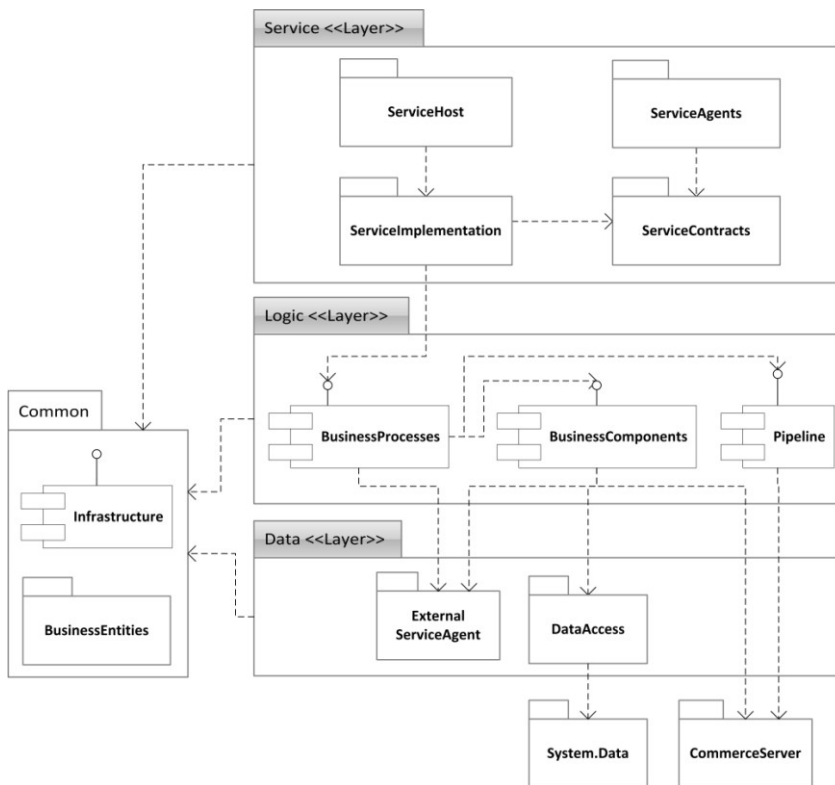 Service <<Layer>>
ServiceHost
ServiceAgents
ServiceImplementation
ServiceContracts
Logic <<Layer>>
Common
BusinessProcesses
BusinessComponents
Pipeline
Infrastructure
Data <<Layer>>
External
ServiceAgent
DataAccess
BusinessEntities
System.Data
CommerceServer